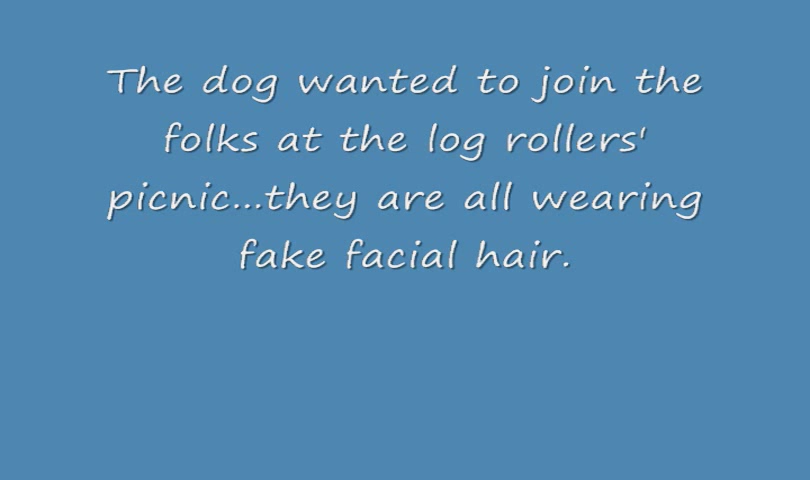 The dog wanted to join the
folks at the log rollers'
picnic...they are all wearing
fake facial hair.